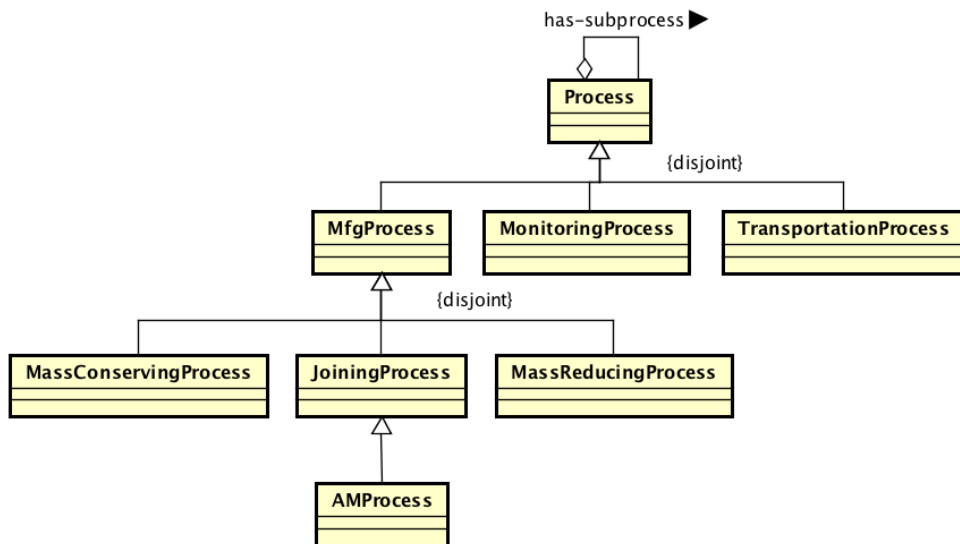 has-subprocess ▶
Process
{disjoint}
MfgProcess
MonitoringProcess
TransportationProcess
{disjoint}
MassConservingProcess
JoiningProcess
MassReducingProcess
AMProcess